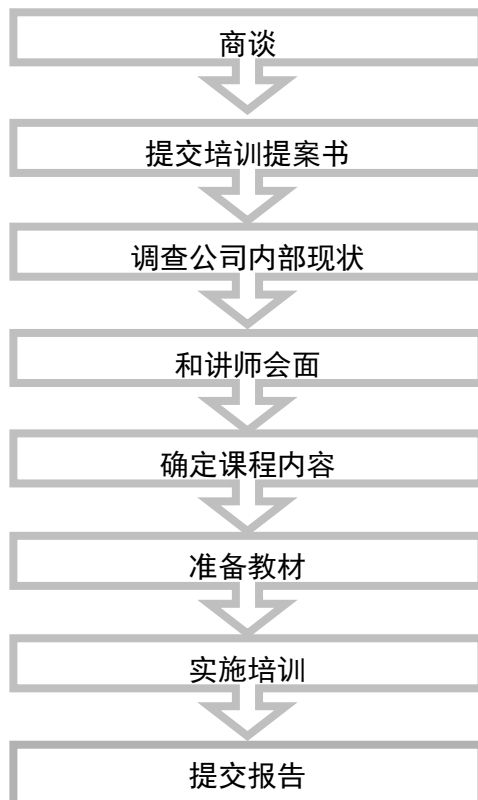 商谈
提交培训提案书
调查公司内部现状
和讲师会面
确定课程内容
准备教材
实施培训
提交报告